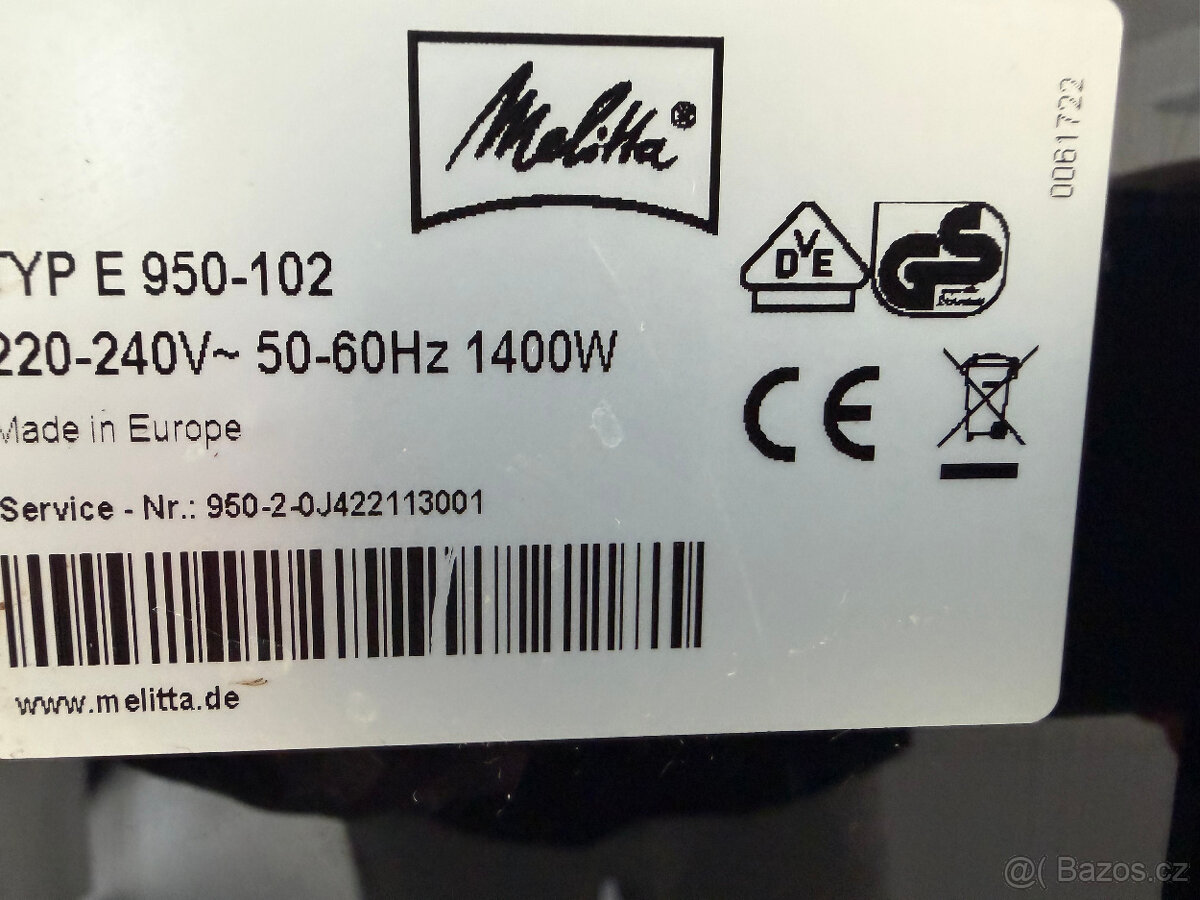 Melitta®
0061722
TYP E 950-102
DVE
GS
220-240V~ 50-60Hz 1400W
CE
Made in Europe
Service - Nr.: 950-2-0J422113001
www.melitta.de
@( Bazos.cz